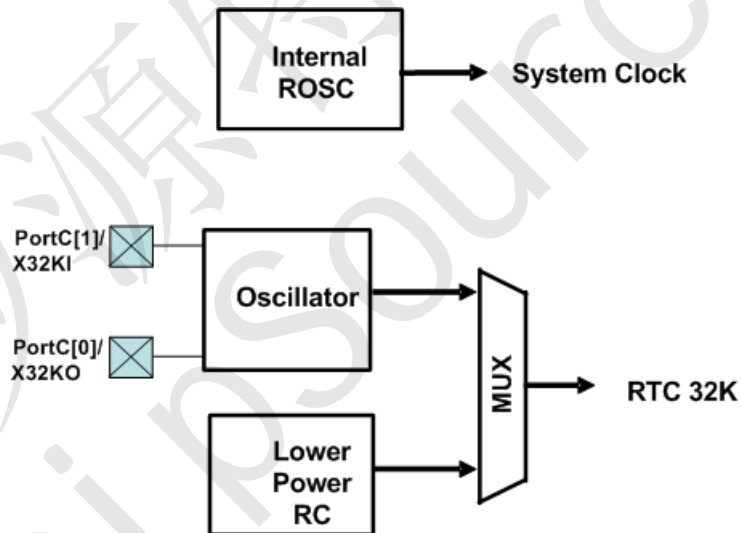 Internal
ROSC
System Clock
PortC[1]/
X32KI
Oscillator
PortC[0]/
X32KO
MUX
RTC 32K
Lower
Power
RC